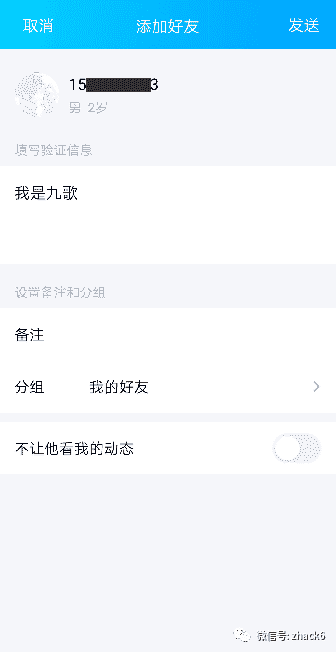 取消 添加好友 发送
15 3
男 2岁
填写验证信息
我是九歌
设置备注和分组
备注
分组 我的好友
不让他看我的动态
微信号: zhack6